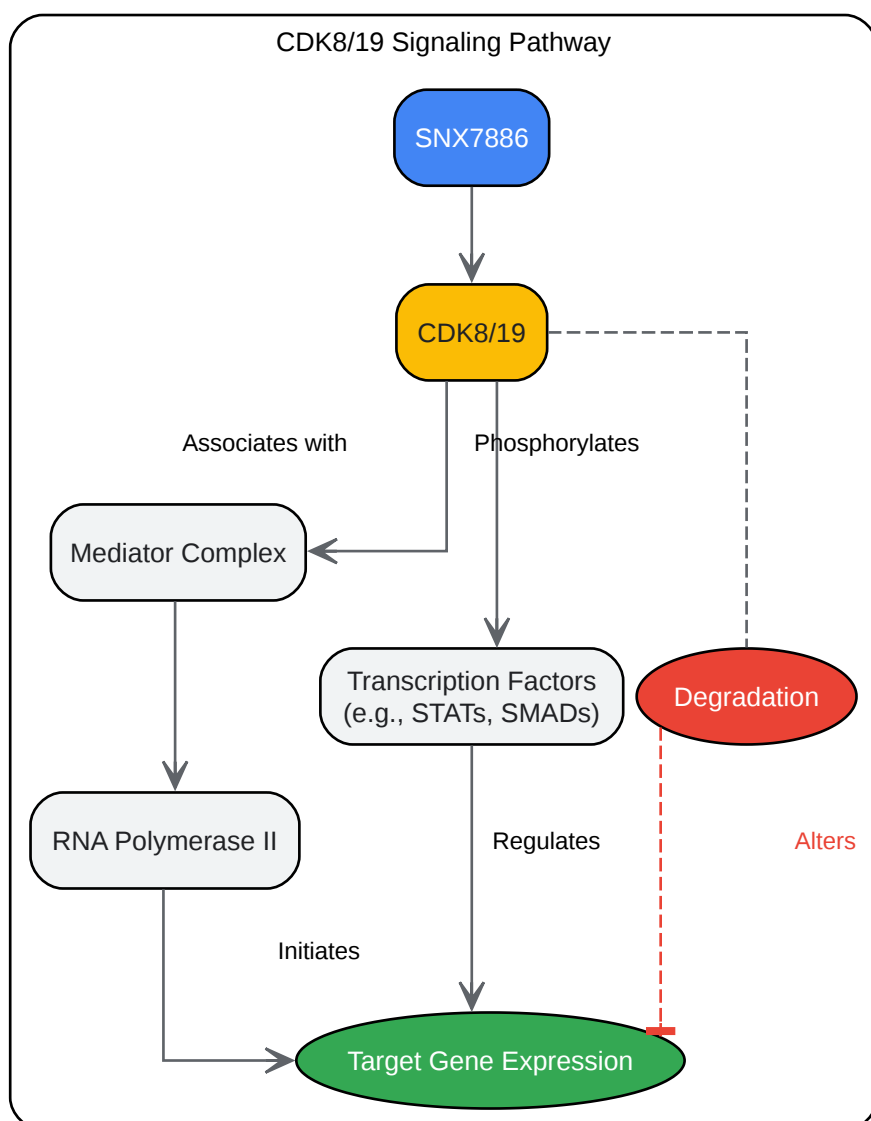 CDK8/19 Signaling Pathway
SNX7886
CDK8/19
Associates with
Phosphorylates
Mediator Complex
Transcription Factors
(e.g., STATs, SMADs)
Degradation
RNA Polymerase II
Regulates
Alters
Initiates
Target Gene Expression